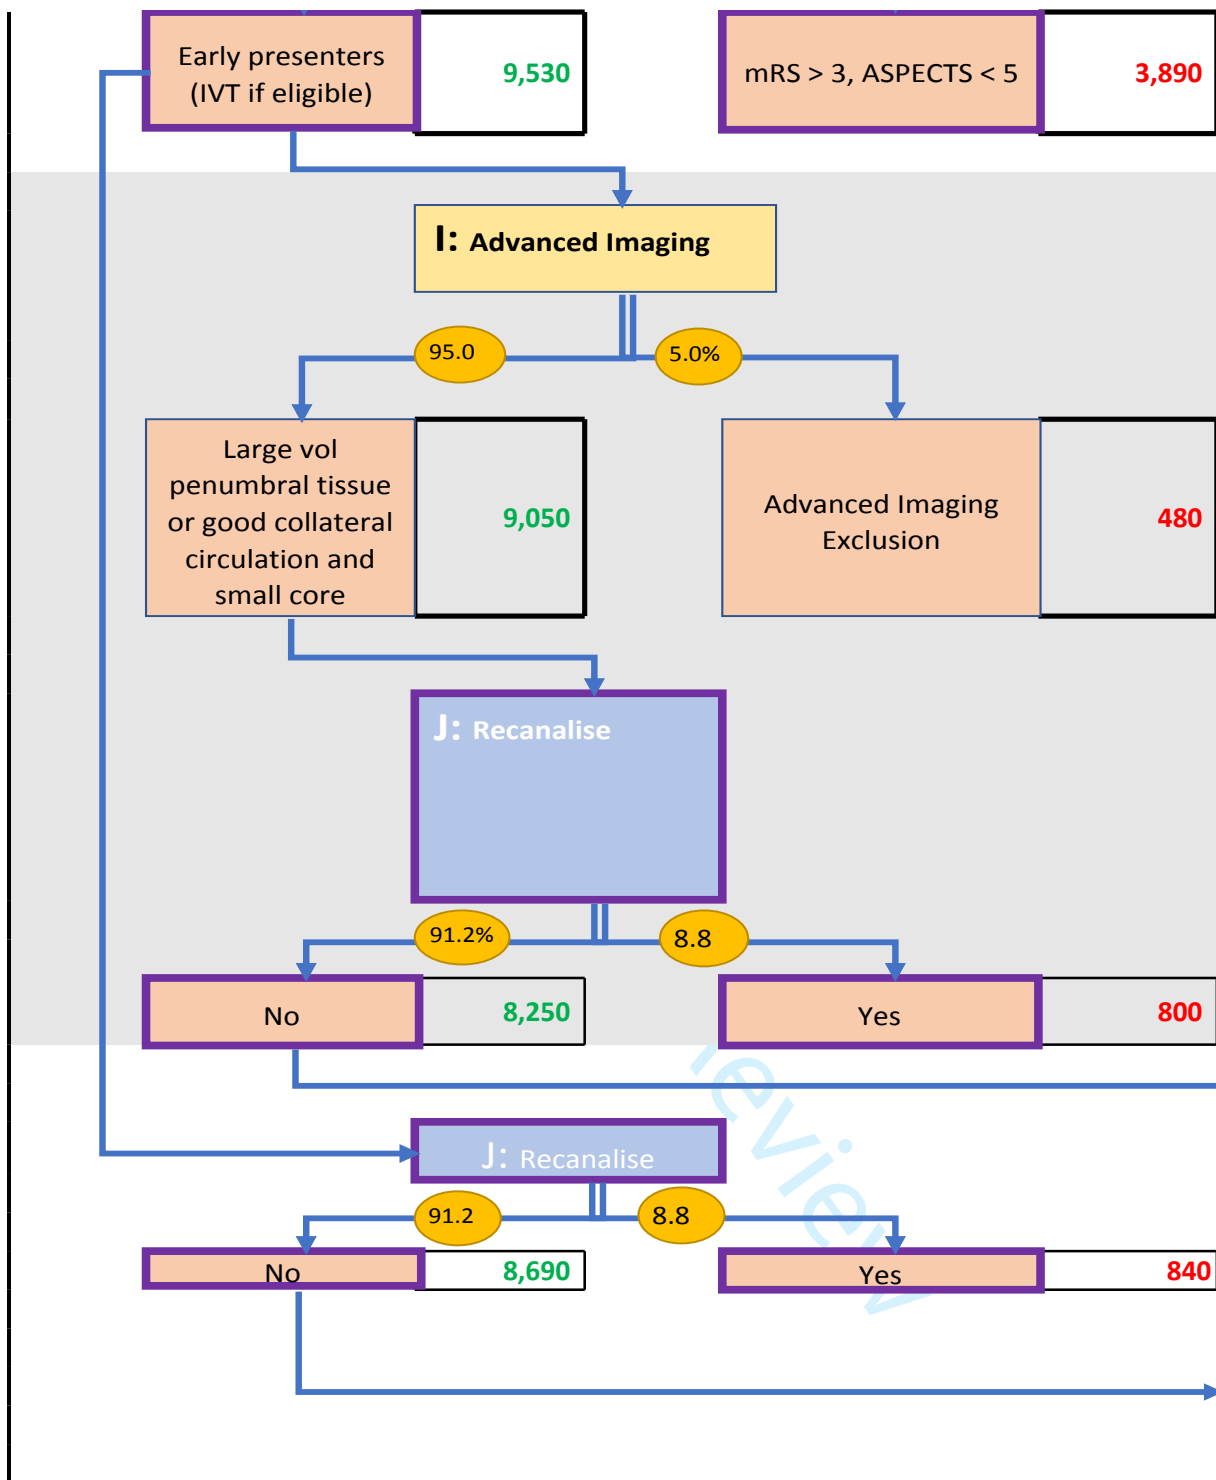 Early presenters
(IVT if eligible)
9,530
mRS > 3, ASPECTS < 5
3,890
I: Advanced Imaging
95.0
5.0%
Large vol
penumbral tissue
or good collateral
circulation and
small core
9,050
Advanced Imaging
Exclusion
480
J: Recanalise
91.2%
8.8
No
8,250
Yes
800
J: Recanalise
91.2
8.8
No
8,690
Yes
840